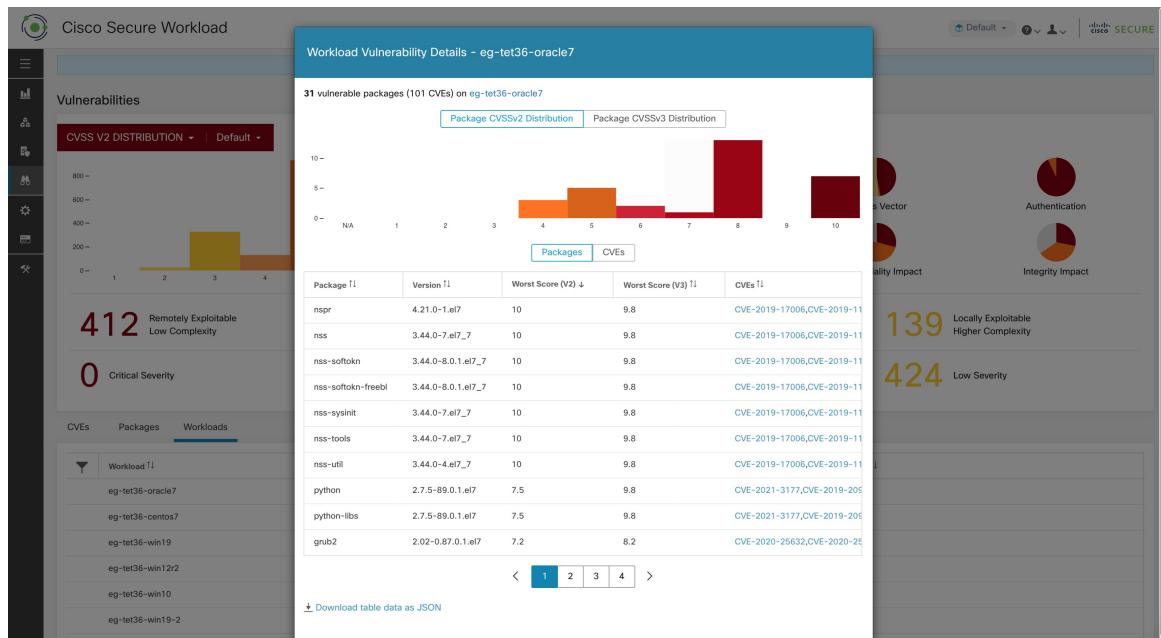 Cisco Secure Workload
Default
cisco SECURE
Workload Vulnerability Details - eg-tet36-oracle7
31 vulnerable packages (101 CVEs) on eg-tet36-oracle7
Package CVSSv2 Distribution Package CVSSv3 Distribution
10
5
0
N/A 1 2 3 4 5 6 7 8 9 10
Packages CVEs
Package Version Worst Score (V2) Worst Score (V3) CVEs
nspr 4.21.0-1.el7 10 9.8 CVE-2019-17006,CVE-2019-11
nss 3.44.0-7.el7_7 10 9.8 CVE-2019-17006,CVE-2019-11
nss-softokn 3.44.0-8.0.1.el7_7 10 9.8 CVE-2019-17006,CVE-2019-11
nss-softokn-freebl 3.44.0-8.0.1.el7_7 10 9.8 CVE-2019-17006,CVE-2019-11
nss-sysinit 3.44.0-7.el7_7 10 9.8 CVE-2019-17006,CVE-2019-11
nss-tools 3.44.0-7.el7_7 10 9.8 CVE-2019-17006,CVE-2019-11
nss-util 3.44.0-4.el7_7 10 9.8 CVE-2019-17006,CVE-2019-11
python 2.7.5-89.0.1.el7 7.5 9.8 CVE-2021-3177,CVE-2019-209
python-libs 2.7.5-89.0.1.el7 7.5 9.8 CVE-2021-3177,CVE-2019-209
grub2 2.02-0.87.0.1.el7 7.2 8.2 CVE-2020-25632,CVE-2020-25
1 2 3 4
Download table data as JSON
Vulnerabilities
CVSS V2 DISTRIBUTION Default
800
600
400
200
0
1 2 3 4
412 Remotely Exploitable
Low Complexity
0 Critical Severity
s Vector Authentication
ality Impact Integrity Impact
139 Locally Exploitable
Higher Complexity
424 Low Severity
CVEs Packages Workloads
Workload
eg-tet36-oracle7
eg-tet36-centos7
eg-tet36-win19
eg-tet36-win12r2
eg-tet36-win10
eg-tet36-win19-2